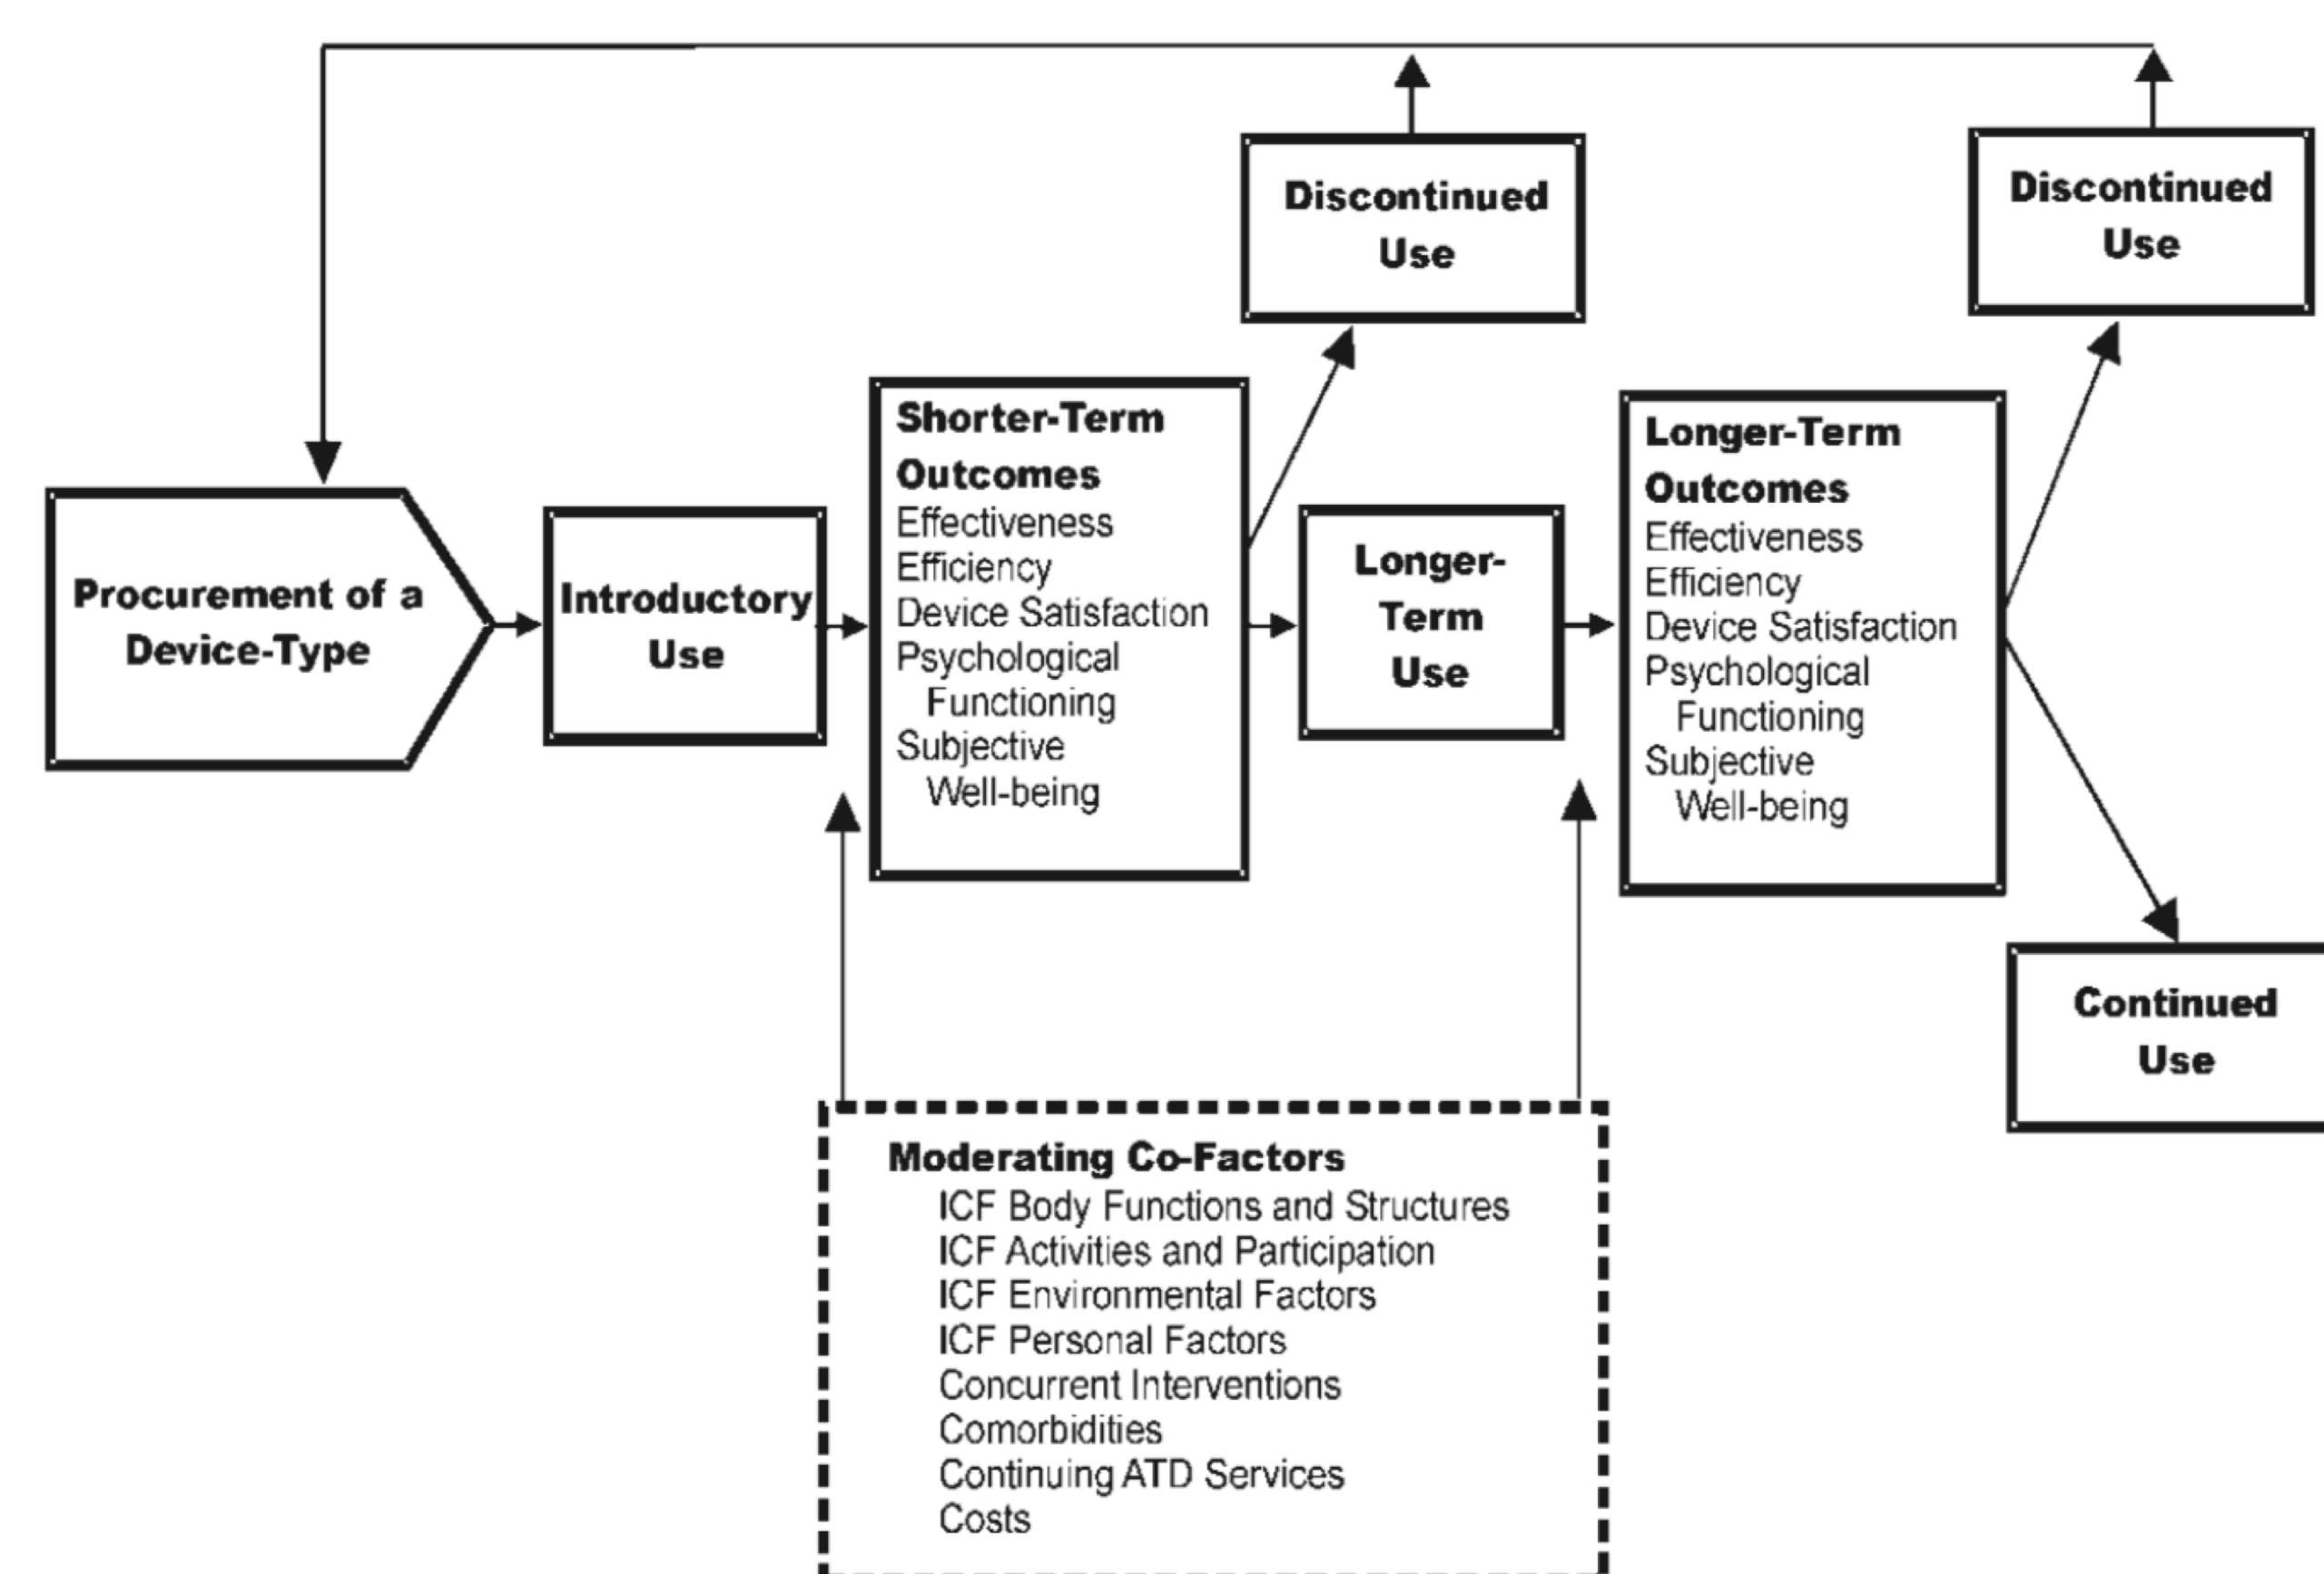 Discontinued
Use
Discontinued
Use
Procurement of a
Device-Type
Introductory
Use
Shorter-Term
Outcomes
Effectiveness
Efficiency
Device Satisfaction
Psychological
Functioning
Subjective
Well-being
Longer-
Term
Use
Longer-Term
Outcomes
Effectiveness
Efficiency
Device Satisfaction
Psychological
Functioning
Subjective
Well-being
Continued
Use
Moderating Co-Factors
ICF Body Functions and Structures
ICF Activities and Participation
ICF Environmental Factors
ICF Personal Factors
Concurrent Interventions
Comorbidities
Continuing ATD Services
Costs